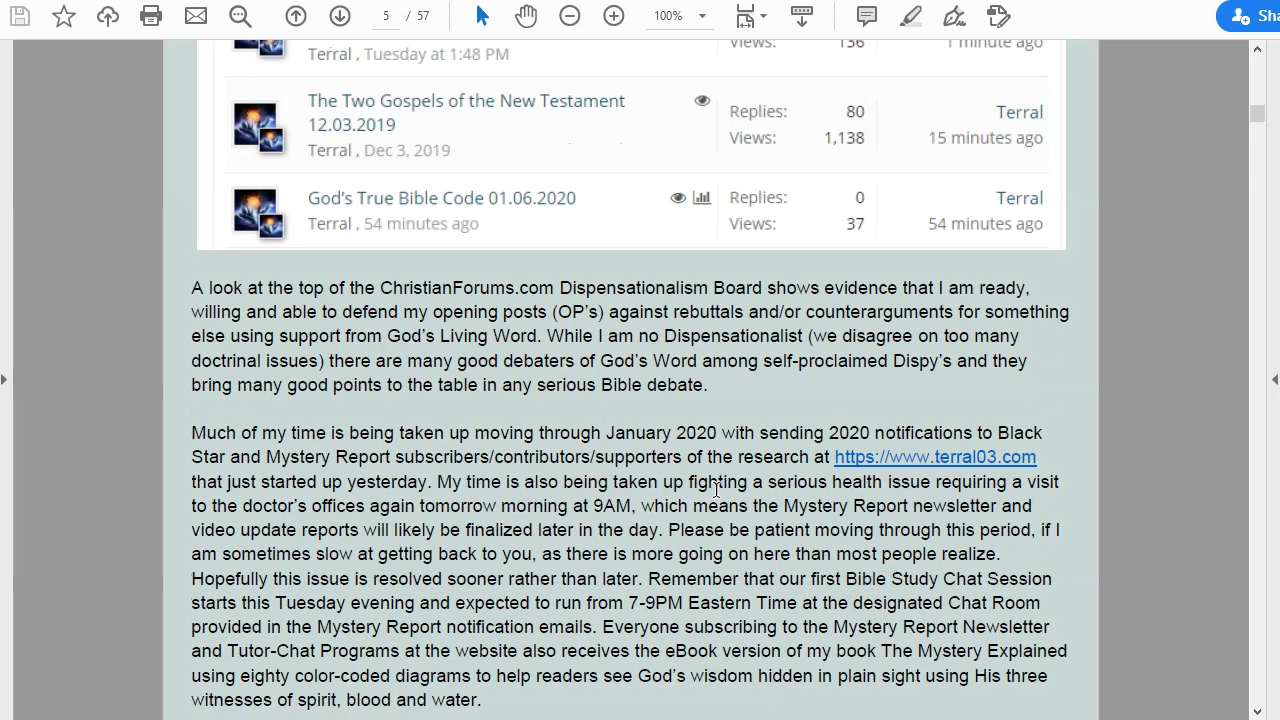 5 / 57 100% Sha
Views: 136 1 minute ago
Terral , Tuesday at 1:48 PM
The Two Gospels of the New Testament
12.03.2019
Terral , Dec 3, 2019
Replies: 80 Terral
Views: 1,138 15 minutes ago
God's True Bible Code 01.06.2020 Replies: 0 Terral
Terral , 54 minutes ago Views: 37 54 minutes ago
A look at the top of the ChristianForums.com Dispensationalism Board shows evidence that I am ready,
willing and able to defend my opening posts (OP's) against rebuttals and/or counterarguments for something
else using support from God's Living Word. While I am no Dispensationalist (we disagree on too many
doctrinal issues) there are many good debaters of God's Word among self-proclaimed Dispy's and they
bring many good points to the table in any serious Bible debate.
Much of my time is being taken up moving through January 2020 with sending 2020 notifications to Black
Star and Mystery Report subscribers/contributors/supporters of the research at https://www.terral03.com
that just started up yesterday. My time is also being taken up fighting a serious health issue requiring a visit
to the doctor's offices again tomorrow morning at 9AM, which means the Mystery Report newsletter and
video update reports will likely be finalized later in the day. Please be patient moving through this period, if I
am sometimes slow at getting back to you, as there is more going on here than most people realize.
Hopefully this issue is resolved sooner rather than later. Remember that our first Bible Study Chat Session
starts this Tuesday evening and expected to run from 7-9PM Eastern Time at the designated Chat Room
provided in the Mystery Report notification emails. Everyone subscribing to the Mystery Report Newsletter
and Tutor-Chat Programs at the website also receives the eBook version of my book The Mystery Explained
using eighty color-coded diagrams to help readers see God's wisdom hidden in plain sight using His three
witnesses of spirit, blood and water.